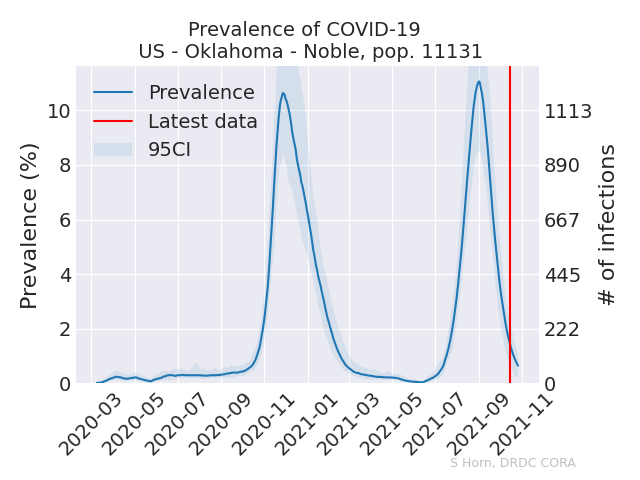 Prevalence of COVID-19
US - Oklahoma - Noble, pop. 11131
Prevalence
Latest data
95CI
Prevalence (%)
10
8
6
4
2
0
1113
890
667
445
222
0
# of infections
2020-03
2020-05
2020-07
2020-09
2020-11
2021-01
2021-03
2021-05
2021-07
2021-09
2021-11
S Horn, DRDC CORA